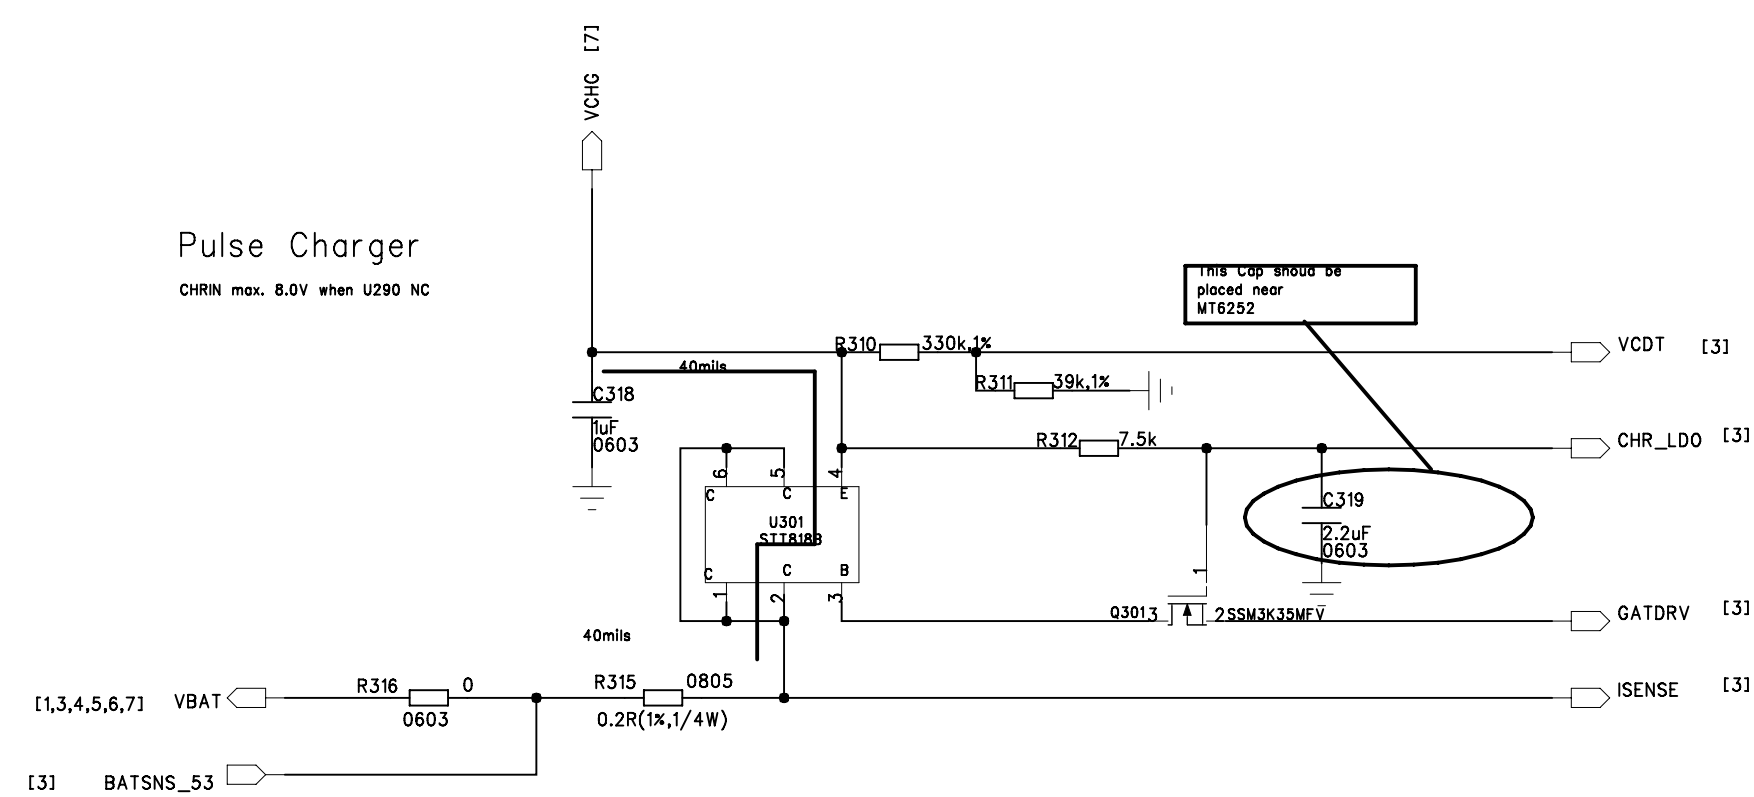 VCHG [7]
Pulse Charger
CHRIN max. 8.0V when U290 NC
This Cap shoud be
placed near
MT6252
R310 330k,1%
VCDT [3]
40mils
R311 39k,1%
C318
1uF
0603
R312 7.5k
CHR_LDO [3]
6 5 4
C C E
U301
STT818B
C C B
1 2 3
C319
2.2uF
0603
1
Q301 3 2 SSM3K35MFV
GATDRV [3]
40mils
[1,3,4,5,6,7] VBAT
R316 0
0603
R315 0805
0.2R(1%,1/4W)
ISENSE [3]
[3] BATSNS_53